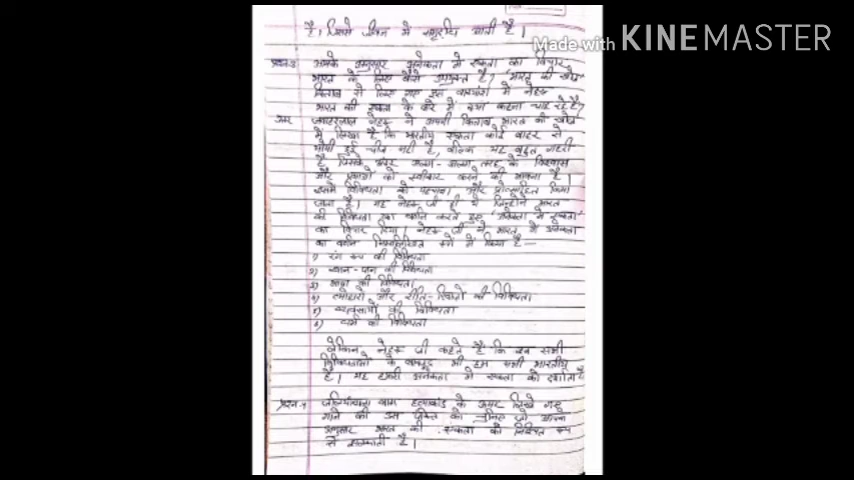 है। जिससे जीवन में समृद्धि आती है।
Made with KINEMASTER
प्रश्न-3 आपके अनुसार अनेकता में एकता का विचार
भारत के लिए कैसे उपयुक्त है? 'भारत की खोज'
किताब से लिए गए इस वाक्यांश में नेहरू
भारत की एकता के बारे में क्या कहना चाह रहे हैं?
उत्तर जवाहरलाल नेहरू ने अपनी किताब भारत की खोज
में लिखा है कि भारतीय एकता कोई बाहर से
थोपी हुई चीज नहीं है, बल्कि यह बहुत गहरी
है जिसके अंदर अलग-अलग तरह के विश्वास
और प्रथाओं को स्वीकार करने की भावना है।
इसमें विविधता को पहचाना और प्रोत्साहित किया
जाता है। यह नेहरू जी ही थे जिन्होंने भारत
की विविधता का वर्णन करते हुए 'अनेकता में एकता'
का विचार दिया। नेहरू जी ने भारत में अनेकता
का वर्णन निम्नलिखित रूपों में किया है—
1) रंग रूप की विविधता
2) खान-पान की विविधता
3) भाषा की विविधता
4) त्योहारों और रीति-रिवाजों की विविधता
5) व्यवसायों की विविधता
6) धर्म की विविधता
लेकिन नेहरू जी कहते हैं कि इन सभी
विविधताओं के बावजूद भी हम सभी भारतीय
हैं। यह हमारी अनेकता में एकता को दर्शाता है
प्रश्न-4 जलियांवाला बाग हत्याकांड के ऊपर लिखे गए
गाने की उस पंक्ति को चुनिए जो आपके
अनुसार भारत की एकता को निश्चित रूप
से झलकाती है।